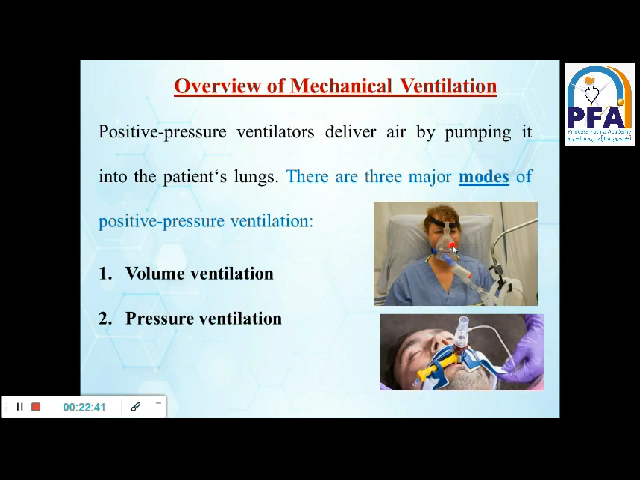 Overview of Mechanical Ventilation
Positive-pressure ventilators deliver air by pumping it
into the patient‘s lungs. There are three major modes of
positive-pressure ventilation:
1. Volume ventilation
2. Pressure ventilation
PFA
00:22:41